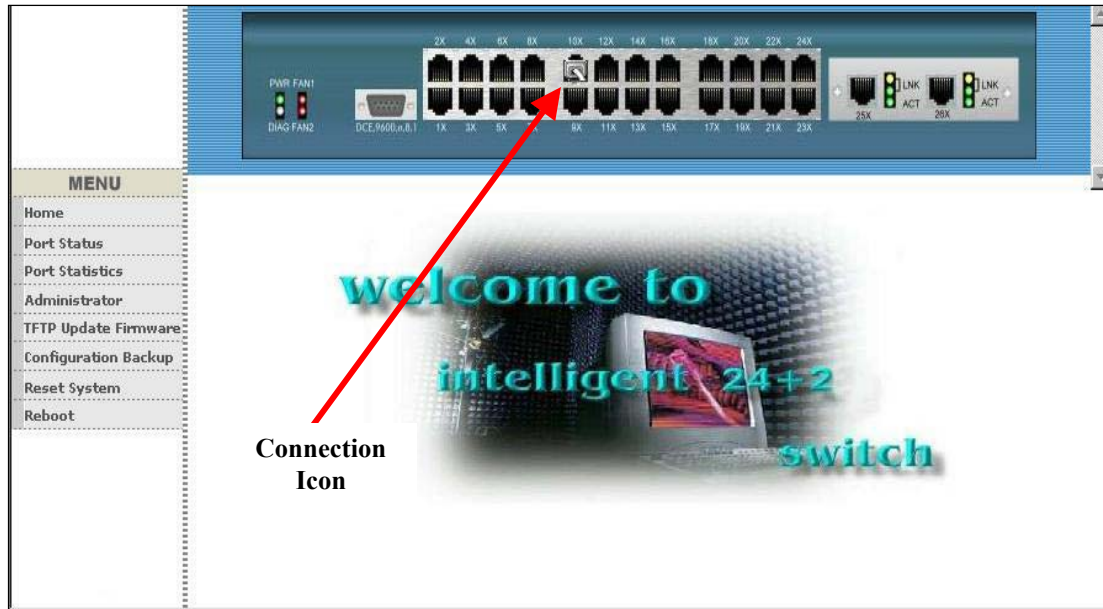 2X 4X 6X 8X 10X 12X 14X 16X 18X 20X 22X 24X
PWR FAN1
DIAG FAN2
DCE,9600,n,8,1
1X 3X 5X 9X 11X 13X 15X 17X 19X 21X 23X
LNK
ACT
25X
LNK
ACT
26X
MENU
Home
Port Status
Port Statistics
Administrator
TFTP Update Firmware
Configuration Backup
Reset System
Reboot
welcome to
intelligent 24+2
switch
Connection
Icon